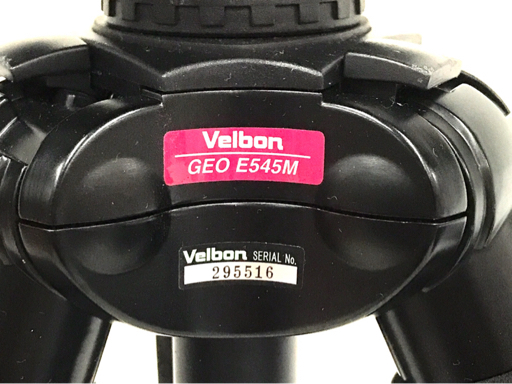 Velbon
GEO E545M
Velbon SERIAL No.
295516